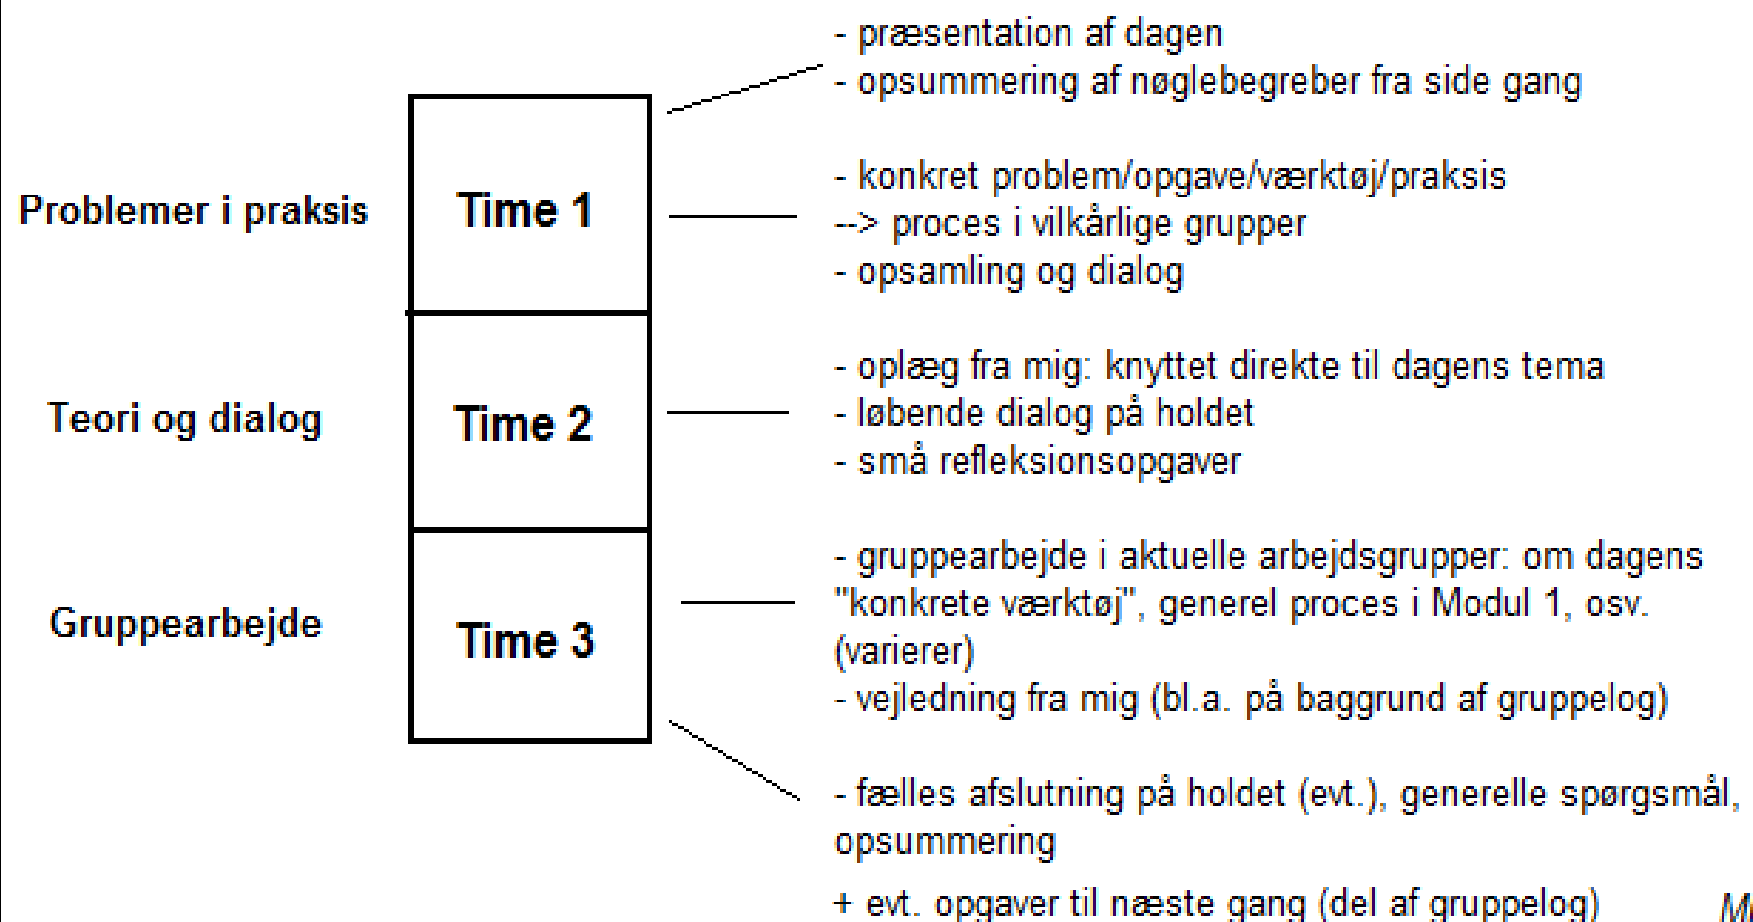 - præsentation af dagen
- opsummering af nøglebegreber fra side gang
Problemer i praksis
Time 1
- konkret problem/opgave/værktøj/praksis
--> proces i vilkårlige grupper
- opsamling og dialog
Teori og dialog
Time 2
- oplæg fra mig: knyttet direkte til dagens tema
- løbende dialog på holdet
- små refleksionsopgaver
Gruppearbejde
Time 3
- gruppearbejde i aktuelle arbejdsgrupper: om dagens
"konkrete værktøj", generel proces i Modul 1, osv.
(varierer)
- vejledning fra mig (bl.a. på baggrund af gruppelog)
- fælles afslutning på holdet (evt.), generelle spørgsmål,
opsummering
+ evt. opgaver til næste gang (del af gruppelog)